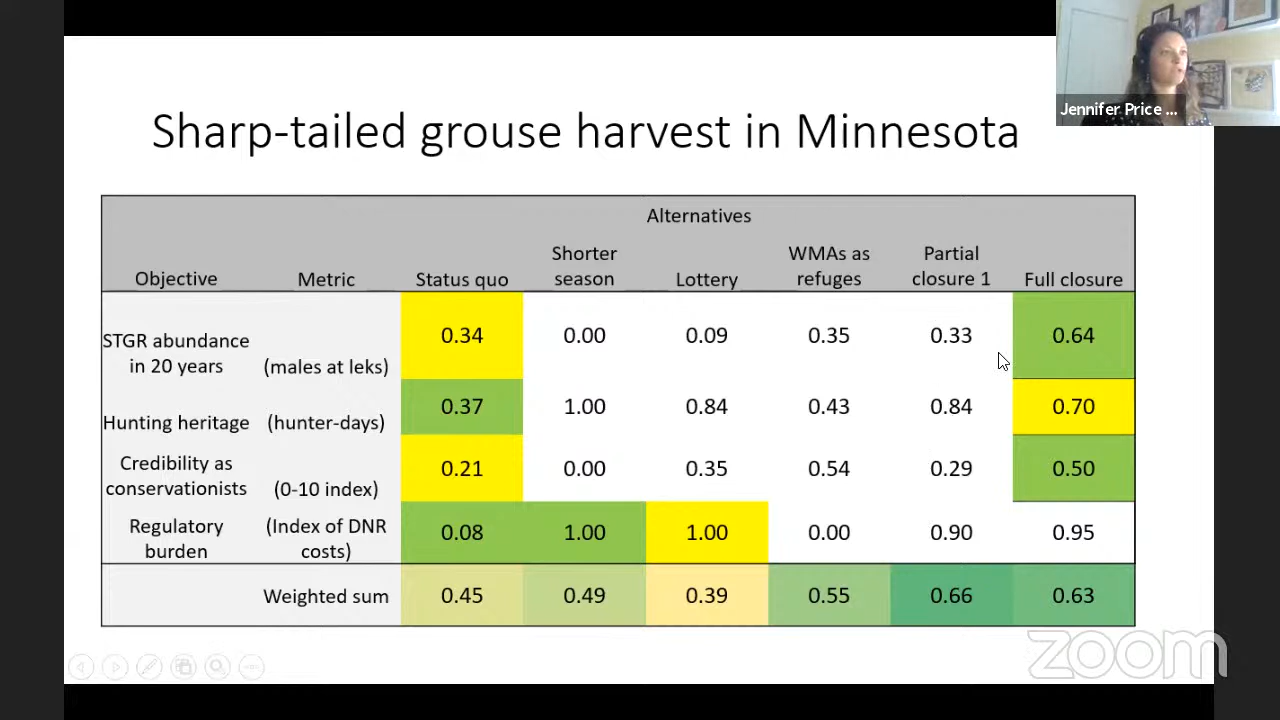 Jennifer Price ...
Sharp-tailed grouse harvest in Minnesota
Alternatives
Objective Metric Status quo Shorter season Lottery WMAs as refuges Partial closure 1 Full closure
STGR abundance in 20 years (males at leks) 0.34 0.00 0.09 0.35 0.33 0.64
Hunting heritage (hunter-days) 0.37 1.00 0.84 0.43 0.84 0.70
Credibility as conservationists (0-10 index) 0.21 0.00 0.35 0.54 0.29 0.50
Regulatory burden (Index of DNR costs) 0.08 1.00 1.00 0.00 0.90 0.95
Weighted sum 0.45 0.49 0.39 0.55 0.66 0.63
zoom